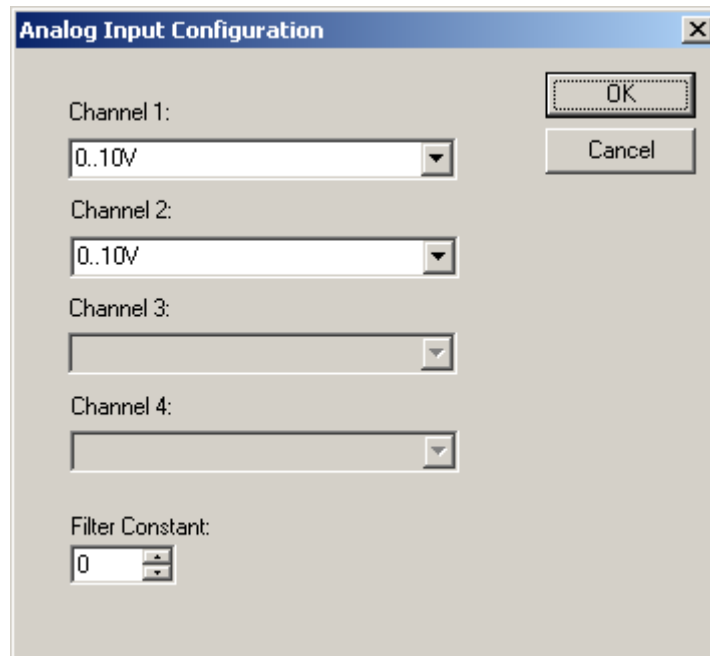 Analog Input Configuration
OK
Channel 1:
0..10V
Cancel
Channel 2:
0..10V
Channel 3:
Channel 4:
Filter Constant:
0